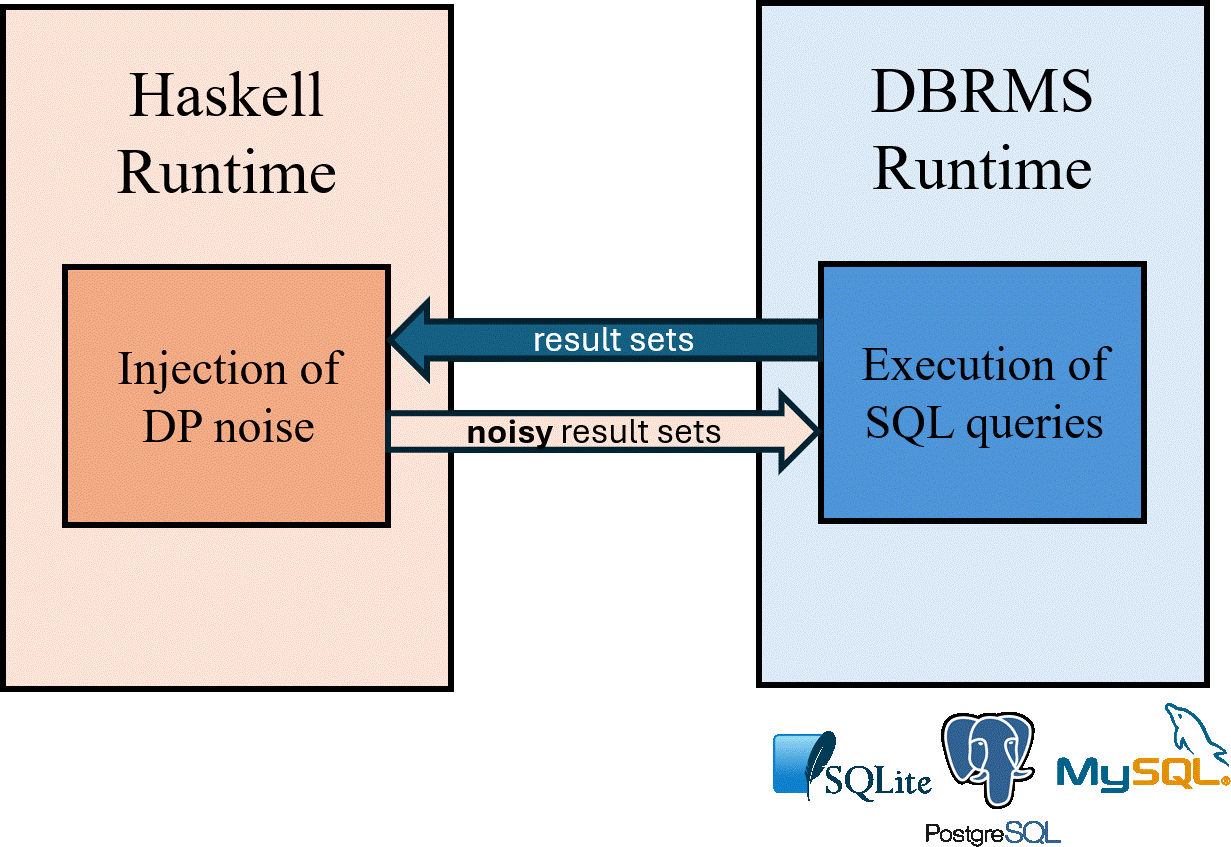 Haskell
Runtime
DBRMS
Runtime
Injection of
DP noise
result sets
noisy result sets
Execution of
SQL queries
SQLite
PostgreSQL
MySQL®